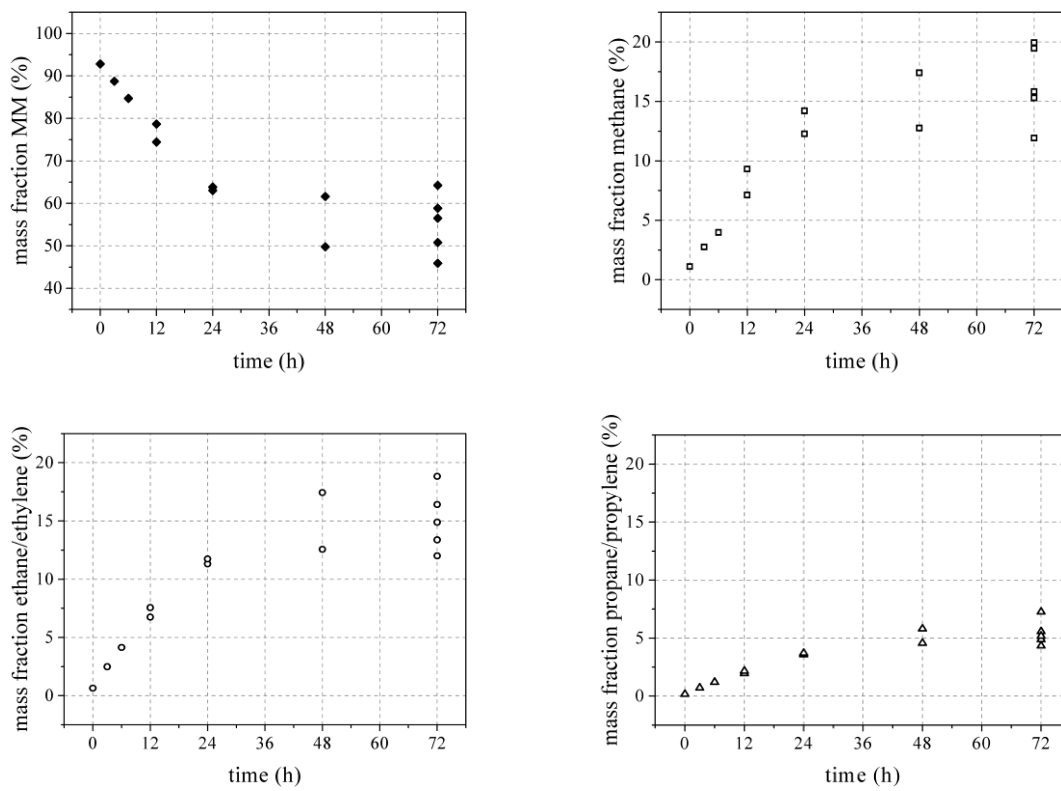 mass fraction MM (%)
100
90
80
70
60
50
40
0 12 24 36 48 60 72
time (h)
mass fraction methane (%)
20
15
10
5
0
0 12 24 36 48 60 72
time (h)
mass fraction ethane/ethylene (%)
20
15
10
5
0
0 12 24 36 48 60 72
time (h)
mass fraction propane/propylene (%)
20
15
10
5
0
0 12 24 36 48 60 72
time (h)